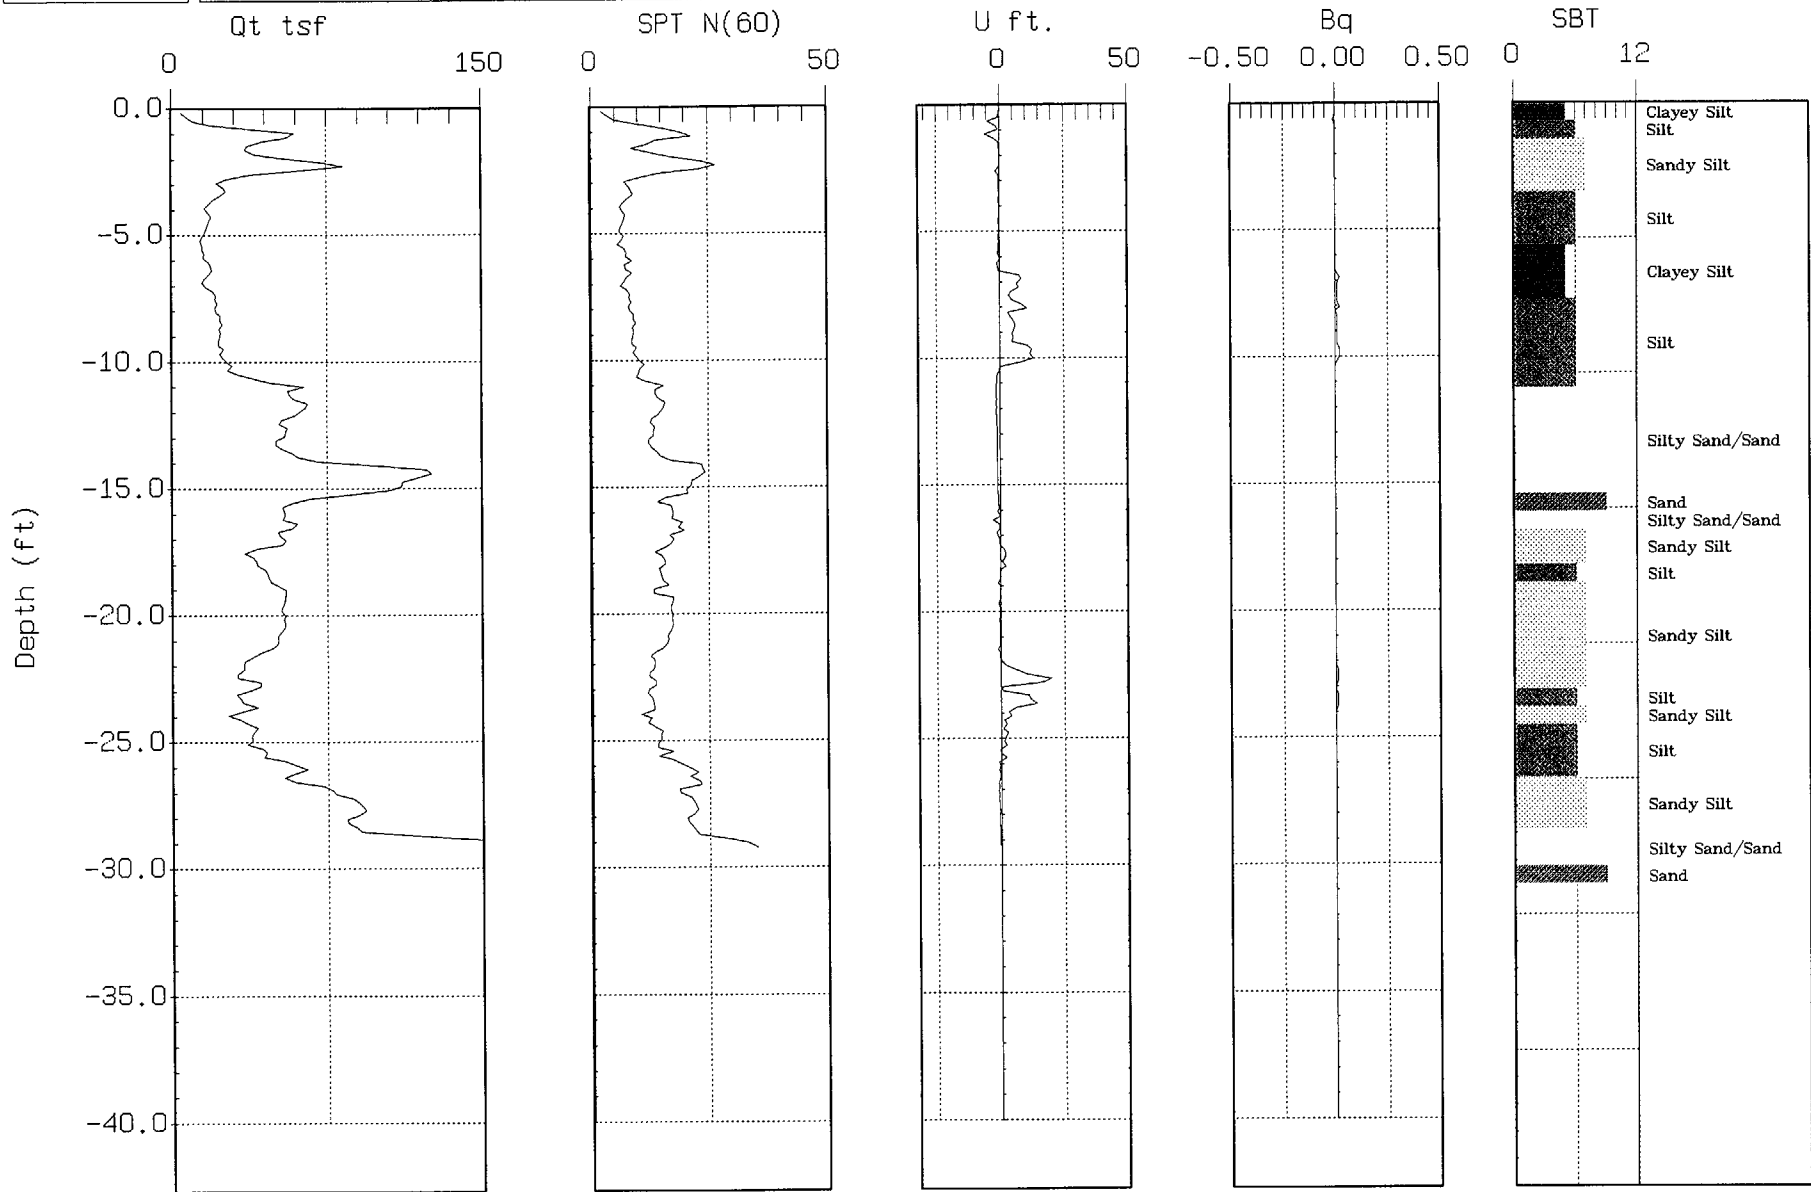 Qt tsf
SPT N(60)
U ft.
Bq
SBT
0 150
0 50
0 50
-0.50 0.00 0.50
0 12
Depth (ft)
0.0
-5.0
-10.0
-15.0
-20.0
-25.0
-30.0
-35.0
-40.0
Clayey Silt
Silt
Sandy Silt
Silt
Clayey Silt
Silt
Silty Sand/Sand
Sand
Silty Sand/Sand
Sandy Silt
Silt
Sandy Silt
Silt
Sandy Silt
Silt
Sandy Silt
Silty Sand/Sand
Sand